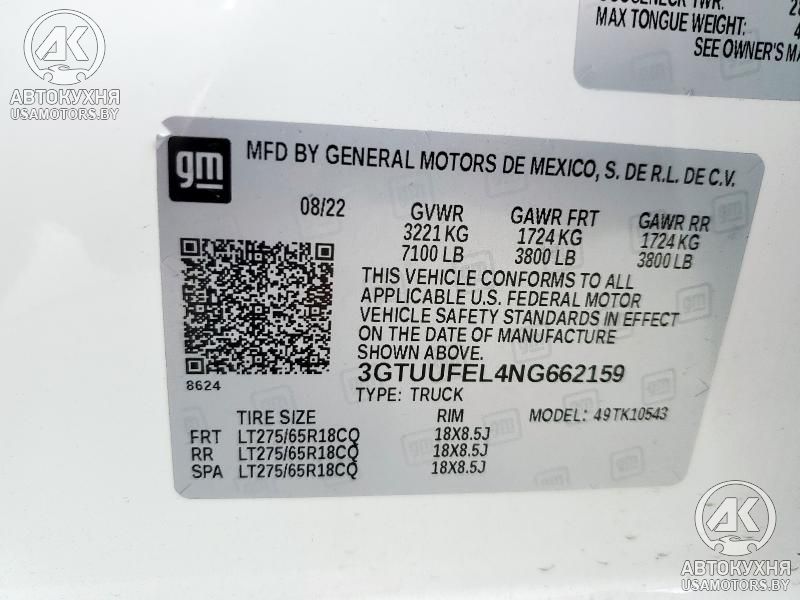 AK
АВТОКУХНЯ
USAMOTORS.BY
MAX TONGUE WEIGHT:
SEE OWNER'S
gm
MFD BY GENERAL MOTORS DE MEXICO, S. DE R.L. DE C.V.
08/22 GVWR GAWR FRT GAWR RR
3221 KG 1724 KG 1724 KG
7100 LB 3800 LB 3800 LB
THIS VEHICLE CONFORMS TO ALL
APPLICABLE U.S. FEDERAL MOTOR
VEHICLE SAFETY STANDARDS IN EFFECT
ON THE DATE OF MANUFACTURE
SHOWN ABOVE.
8624
3GTUUFEL4NG662159
TYPE: TRUCK
TIRE SIZE RIM MODEL: 49TK10543
FRT LT275/65R18CQ 18X8.5J
RR LT275/65R18CQ 18X8.5J
SPA LT275/65R18CQ 18X8.5J
AK
АВТОКУХНЯ
USAMOTORS.BY